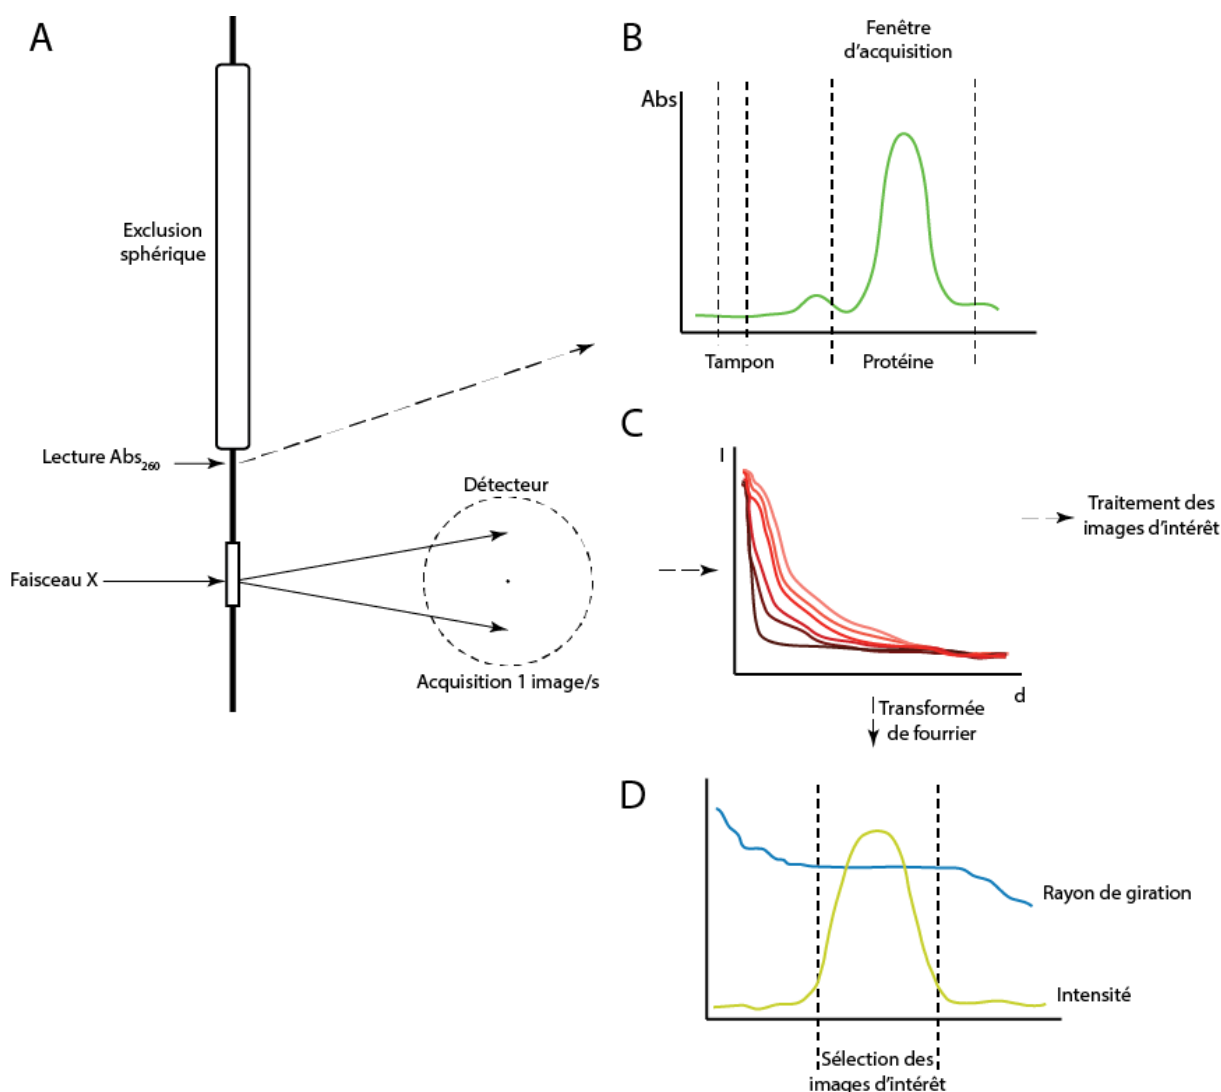 A
Exclusion
sphérique
Lecture Abs260
Faisceau X
Détecteur
Acquisition 1 image/s
B
Fenêtre
d'acquisition
Abs
Tampon
Protéine
C
I
d
Traitement des
images d'intérêt
Transformée
de fourrier
D
Rayon de giration
Intensité
Sélection des
images d'intérêt